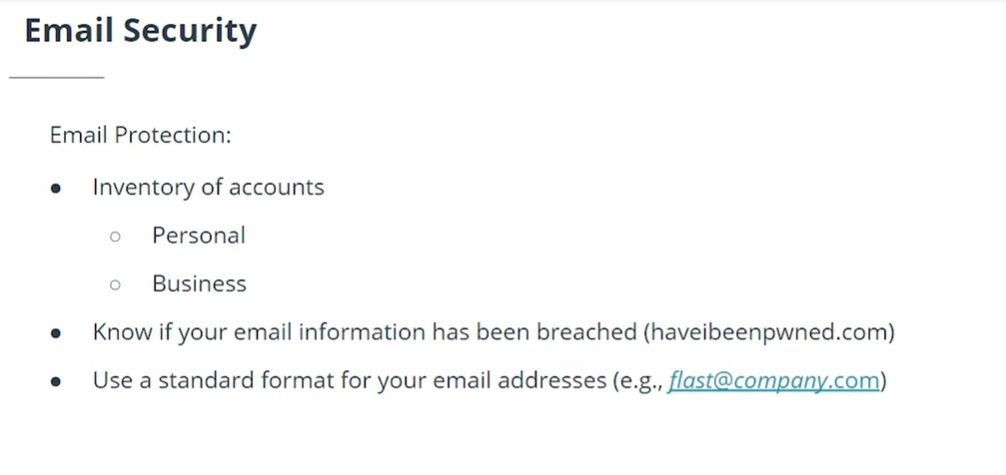 Email Security
Email Protection:
● Inventory of accounts
○ Personal
○ Business
● Know if your email information has been breached (haveibeenpwned.com)
● Use a standard format for your email addresses (e.g., flast@company.com)